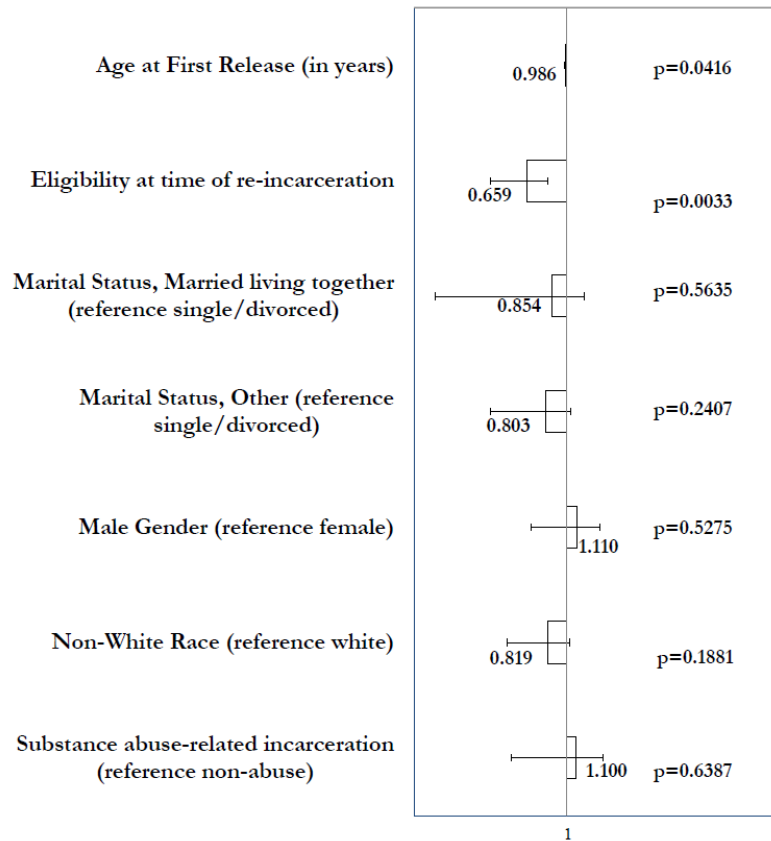 Age at First Release (in years)
0.986
p=0.0416
Eligibility at time of re-incarceration
0.659
p=0.0033
Marital Status, Married living together
(reference single/divorced)
0.854
p=0.5635
Marital Status, Other (reference
single/divorced)
0.803
p=0.2407
Male Gender (reference female)
1.110
p=0.5275
Non-White Race (reference white)
0.819
p=0.1881
Substance abuse-related incarceration
(reference non-abuse)
1.100
p=0.6387
1